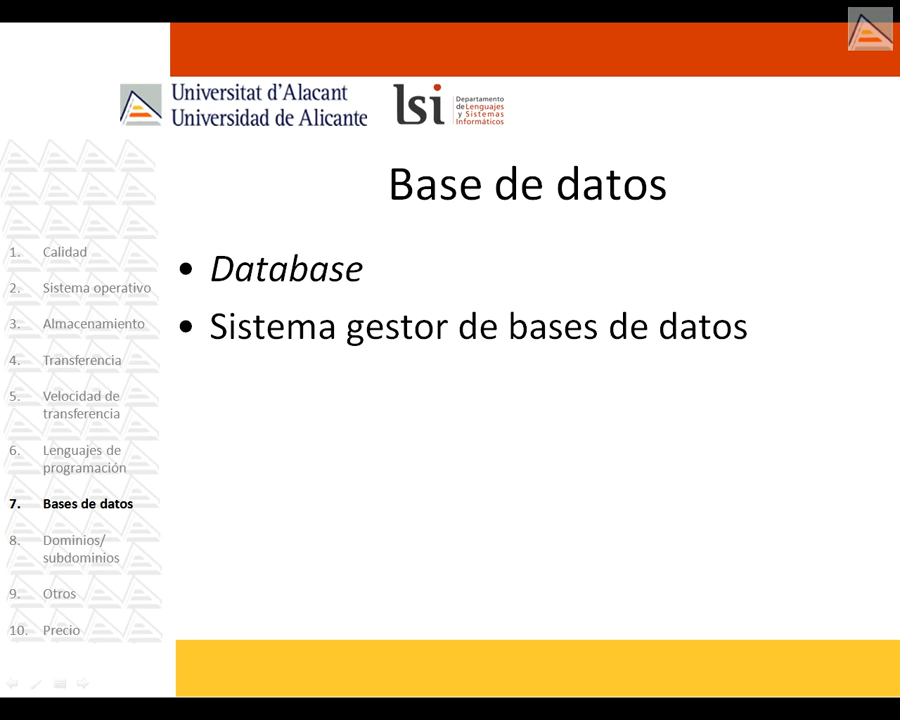 Universitat d'Alacant
Universidad de Alicante
lsi
Departamento
de Lenguajes
y Sistemas
Informáticos
Base de datos
1. Calidad
2. Sistema operativo
3. Almacenamiento
4. Transferencia
5. Velocidad de
transferencia
6. Lenguajes de
programación
7. Bases de datos
8. Dominios/
subdominios
9. Otros
10. Precio
• Database
• Sistema gestor de bases de datos